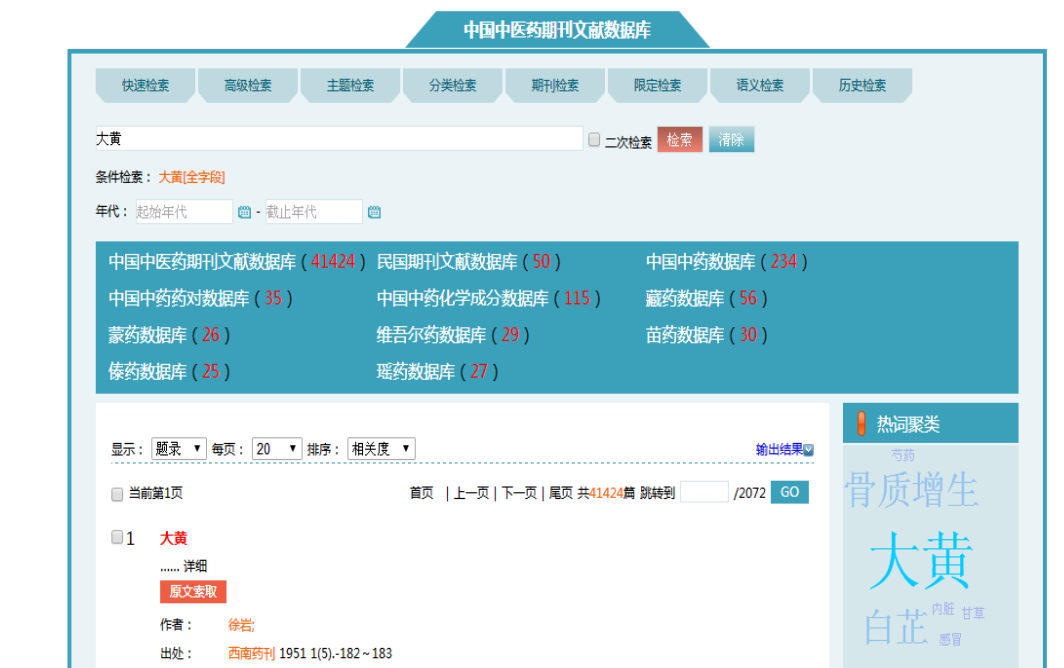 中国中医药期刊文献数据库
快速检索 高级检索 主题检索 分类检索 期刊检索 限定检索 语义检索 历史检索
大黄 二次检索 检索 清除
条件检索： 大黄[全字段]
年代： 起始年代 - 截止年代
中国中医药期刊文献数据库 ( 41424 ) 民国期刊文献数据库 ( 50 ) 中国中药数据库 ( 234 )
中国中药药对数据库 ( 35 ) 中国中药化学成分数据库 ( 115 ) 藏药数据库 ( 56 )
蒙药数据库 ( 26 ) 维吾尔药数据库 ( 29 ) 苗药数据库 ( 30 )
傣药数据库 ( 25 ) 瑶药数据库 ( 27 )
显示： 题录 ▼ 每页： 20 ▼ 排序： 相关度 ▼ 输出结果
当前第1页 首页 | 上一页 | 下一页 | 尾页 共41424篇 跳转到 /2072 GO
1 大黄
...... 详细
原文索取
作者： 徐岩;
出处： 西南药刊 1951 1(5).-182～183
热词聚类
芍药
骨质增生
大黄
内脏 甘草
白芷 感冒